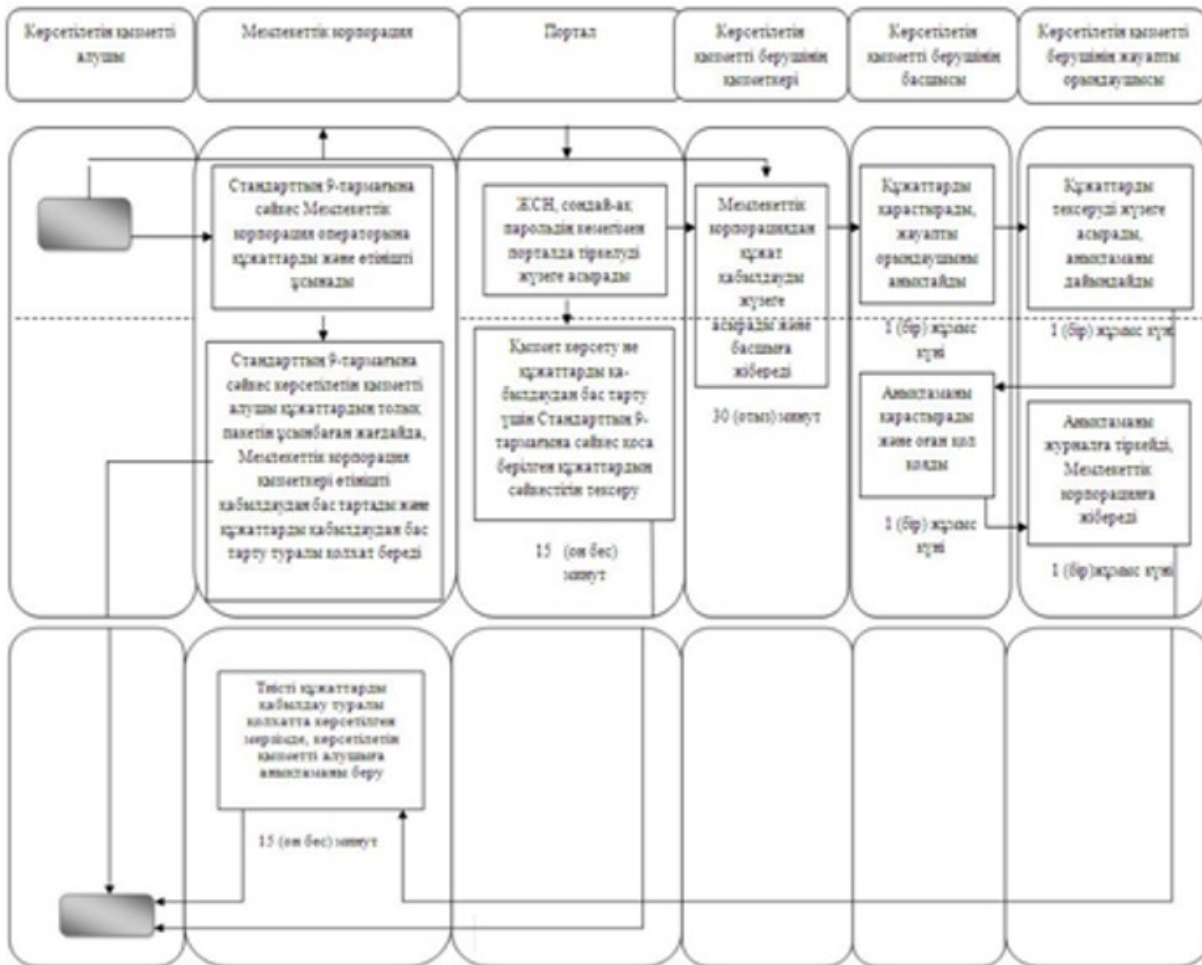 Көрсетілетін қызметті
алушы
Мемлекеттік корпорация
Портал
Көрсетілетін
қызметті берушінің
қызметкері
Көрсетілетін
қызметті берушінің
басшысы
Көрсетілетін қызметті
берушінің жауапты
орындаушысы
Стандарттың 9-тармағына
сәйкес Мемлекеттік
корпорация операторына
құжаттарды және өтінішті
ұсынады
ЖСН, сондай-ақ
парольдің көмегімен
порталда тіркелуді
жүзеге асырады
Мемлекеттік
корпорациядан
құжат
қабылдауды
жүзеге
асырады және
басшыға
жібереді
30 (отыз) минут
Құжаттарды
қарастырады,
жауапты
орындаушыны
анықтайды
1 (бір) жұмыс
күні
Құжаттарды
тексеруді жүзеге
асырады,
анықтаманы
дайындайды
1 (бір) жұмыс күні
Стандарттың 9-тармағына
сәйкес көрсетілетін қызметті
алушы құжаттардың толық
пакетін ұсынбаған жағдайда,
Мемлекеттік корпорация
қызметкері өтінішті
қабылдаудан бас тартады және
құжаттарды қабылдаудан бас
тарту туралы қолхат береді
Қызмет көрсету не
құжаттарды қа-
былдаудан бас тарту
үшін Стандарттың 9-
тармағына сәйкес қоса
берілген құжаттардың
сәйкестігін тексеру
15 (он бес)
минут
Анықтаманы
қарастырады
және оған қол
қояды
1 (бір) жұмыс
күні
Анықтаманы
журналға тіркейді,
Мемлекеттік
корпорацияға
жібереді
1 (бір)жұмыс күні
Тиісті құжаттарды
қабылдау туралы
қолхатта көрсетілген
мерзімде, көрсетілетін
қызметті алушыға
анықтаманы беру
15 (он бес) минут